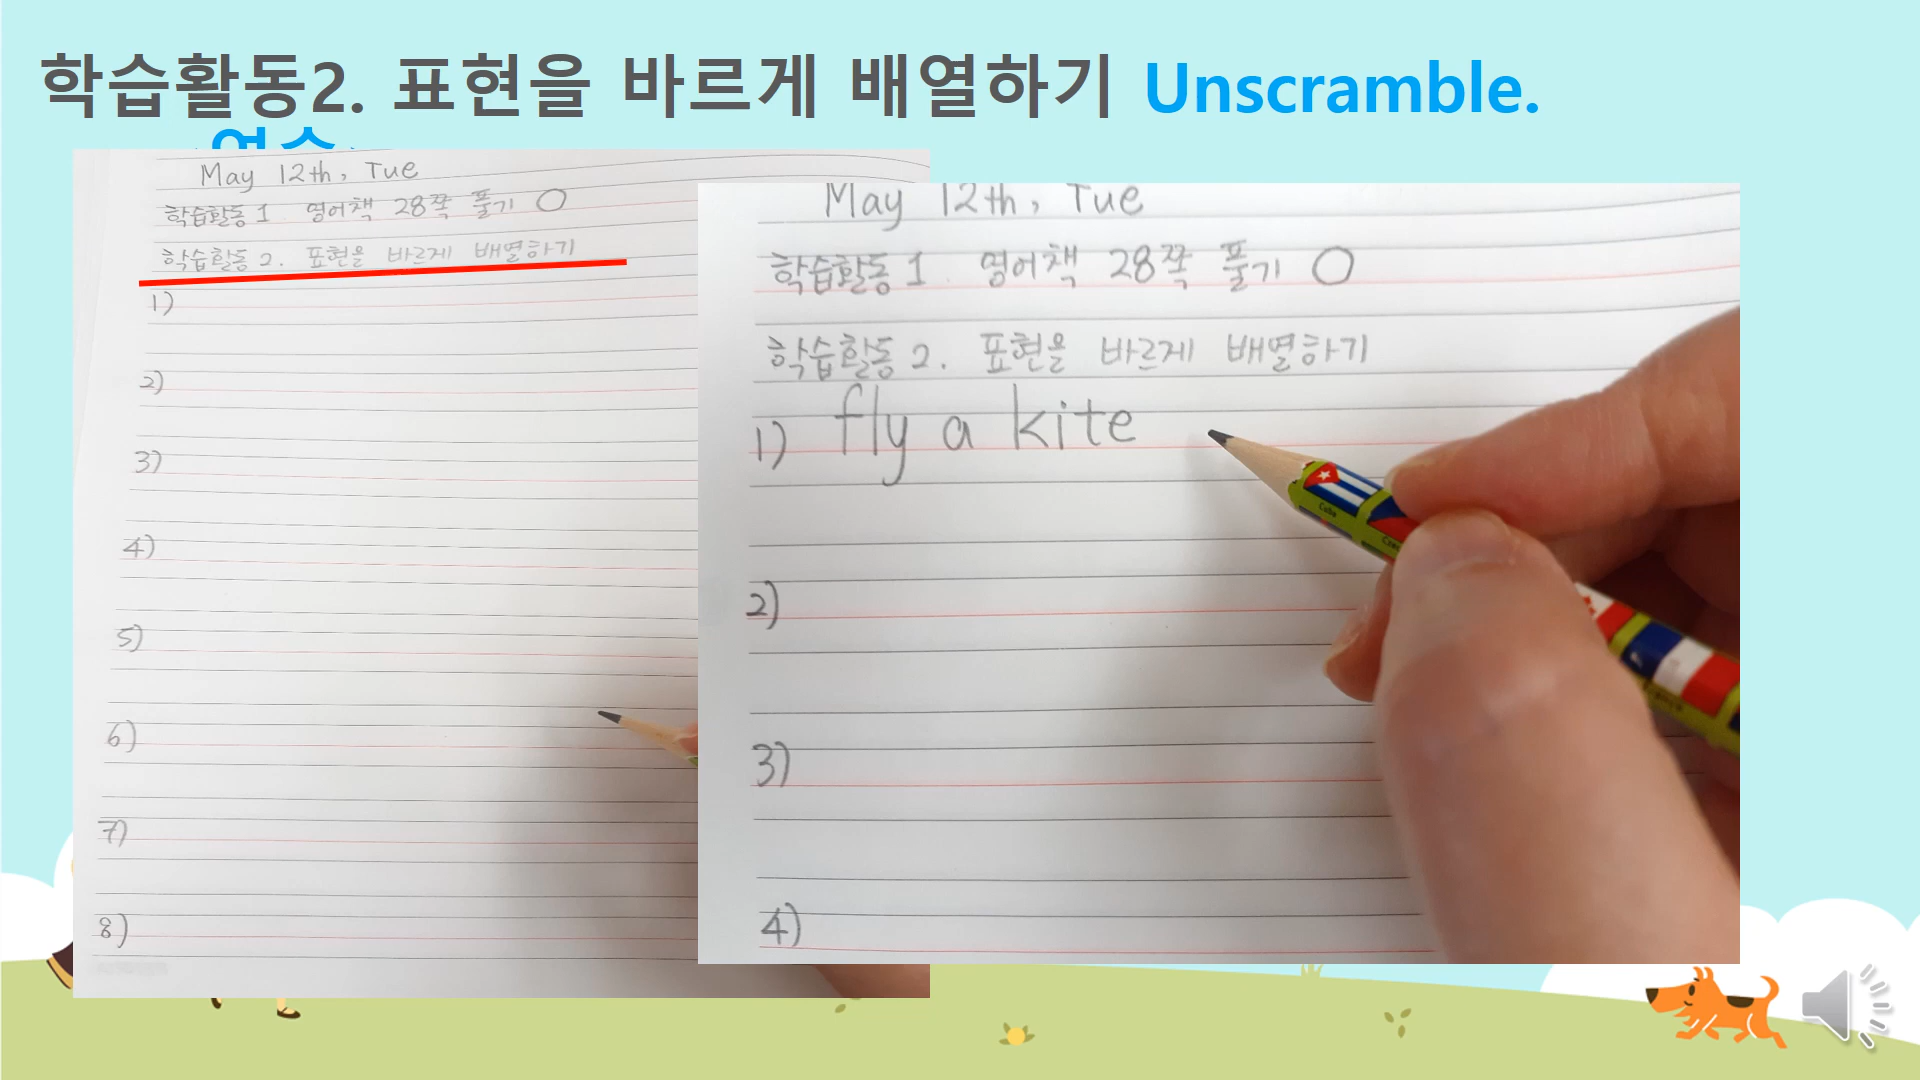 학습활동2. 표현을 바르게 배열하기 Unscramble.
May 12th, Tue
학습활동 1 영어책 28쪽 풀기 ○
학습활동 2. 표현을 바르게 배열하기
1)
2)
3)
4)
5)
6)
7)
8)
May 12th, Tue
학습활동 1 영어책 28쪽 풀기 ○
학습활동 2. 표현을 바르게 배열하기
1) fly a kite
2)
3)
4)
Cuba